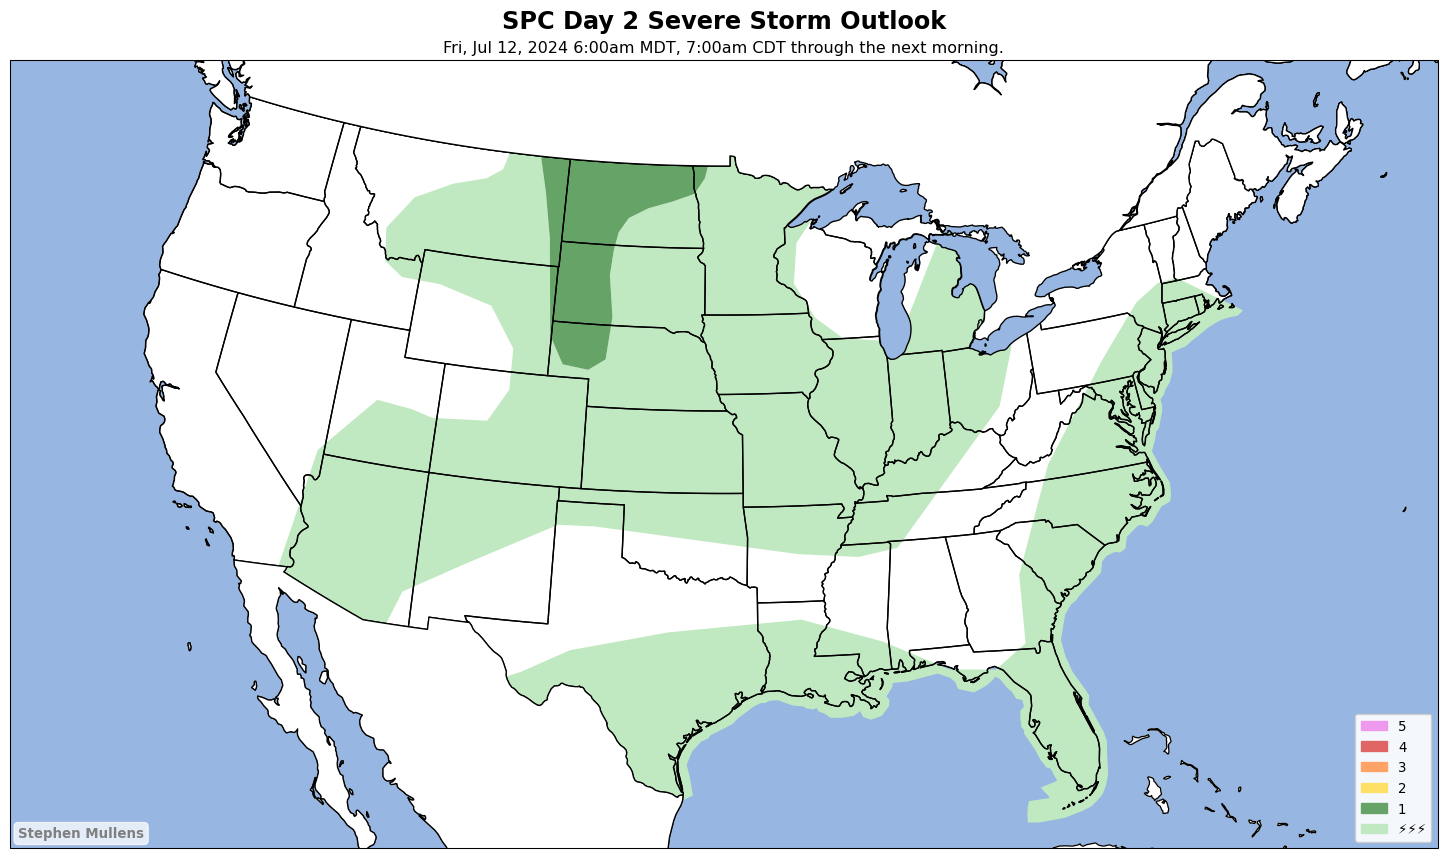 SPC Day 2 Severe Storm Outlook
Fri, Jul 12, 2024 6:00am MDT, 7:00am CDT through the next morning.
5
4
3
2
1
⚡⚡⚡
Stephen Mullens